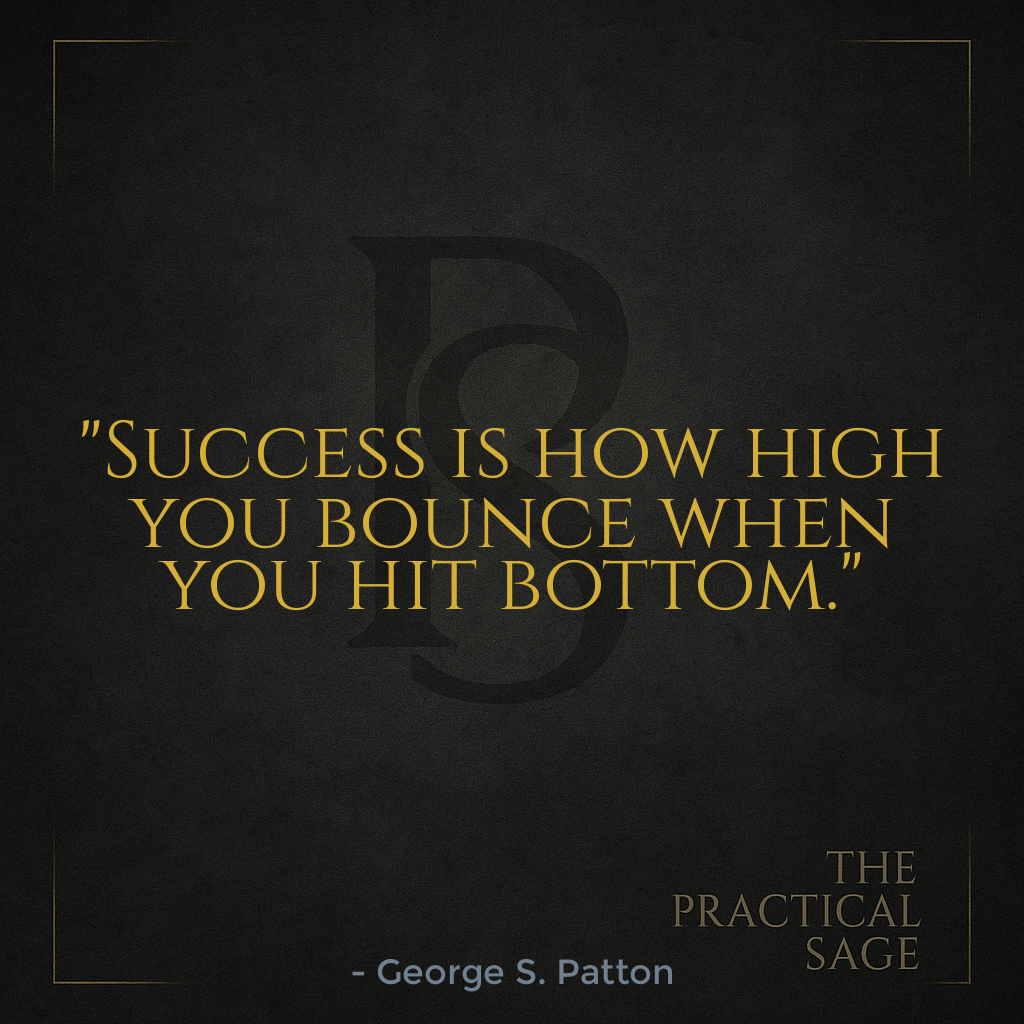 "Success is how high
you bounce when
you hit bottom."
THE
PRACTICAL
SAGE
- George S. Patton